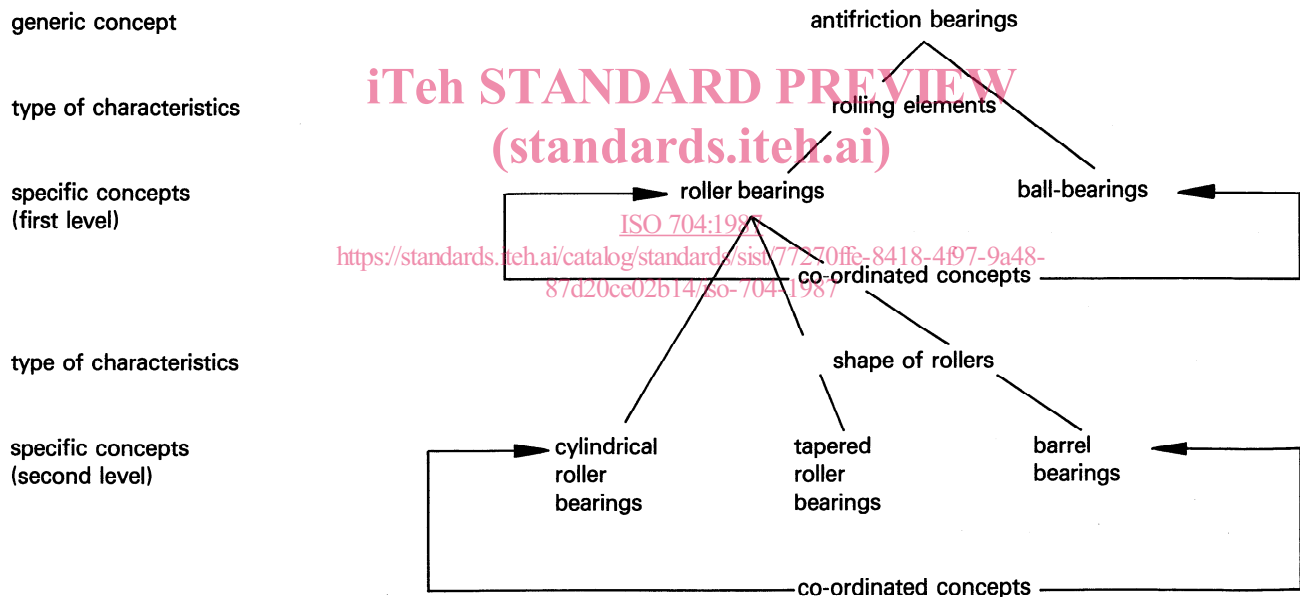 generic concept
antifriction bearings
iTeh STANDARD PREVIEW
type of characteristics
rolling elements
(standards.iteh.ai)
specific concepts
(first level)
roller bearings
ball-bearings
ISO 704:1987
https://standards.iteh.ai/catalog/standards/sist/77270ffe-8418-4f97-9a48-
co-ordinated concepts
87d20ce02b14/iso-704-1987
type of characteristics
shape of rollers
specific concepts
(second level)
cylindrical
roller
bearings
tapered
roller
bearings
barrel
bearings
co-ordinated concepts